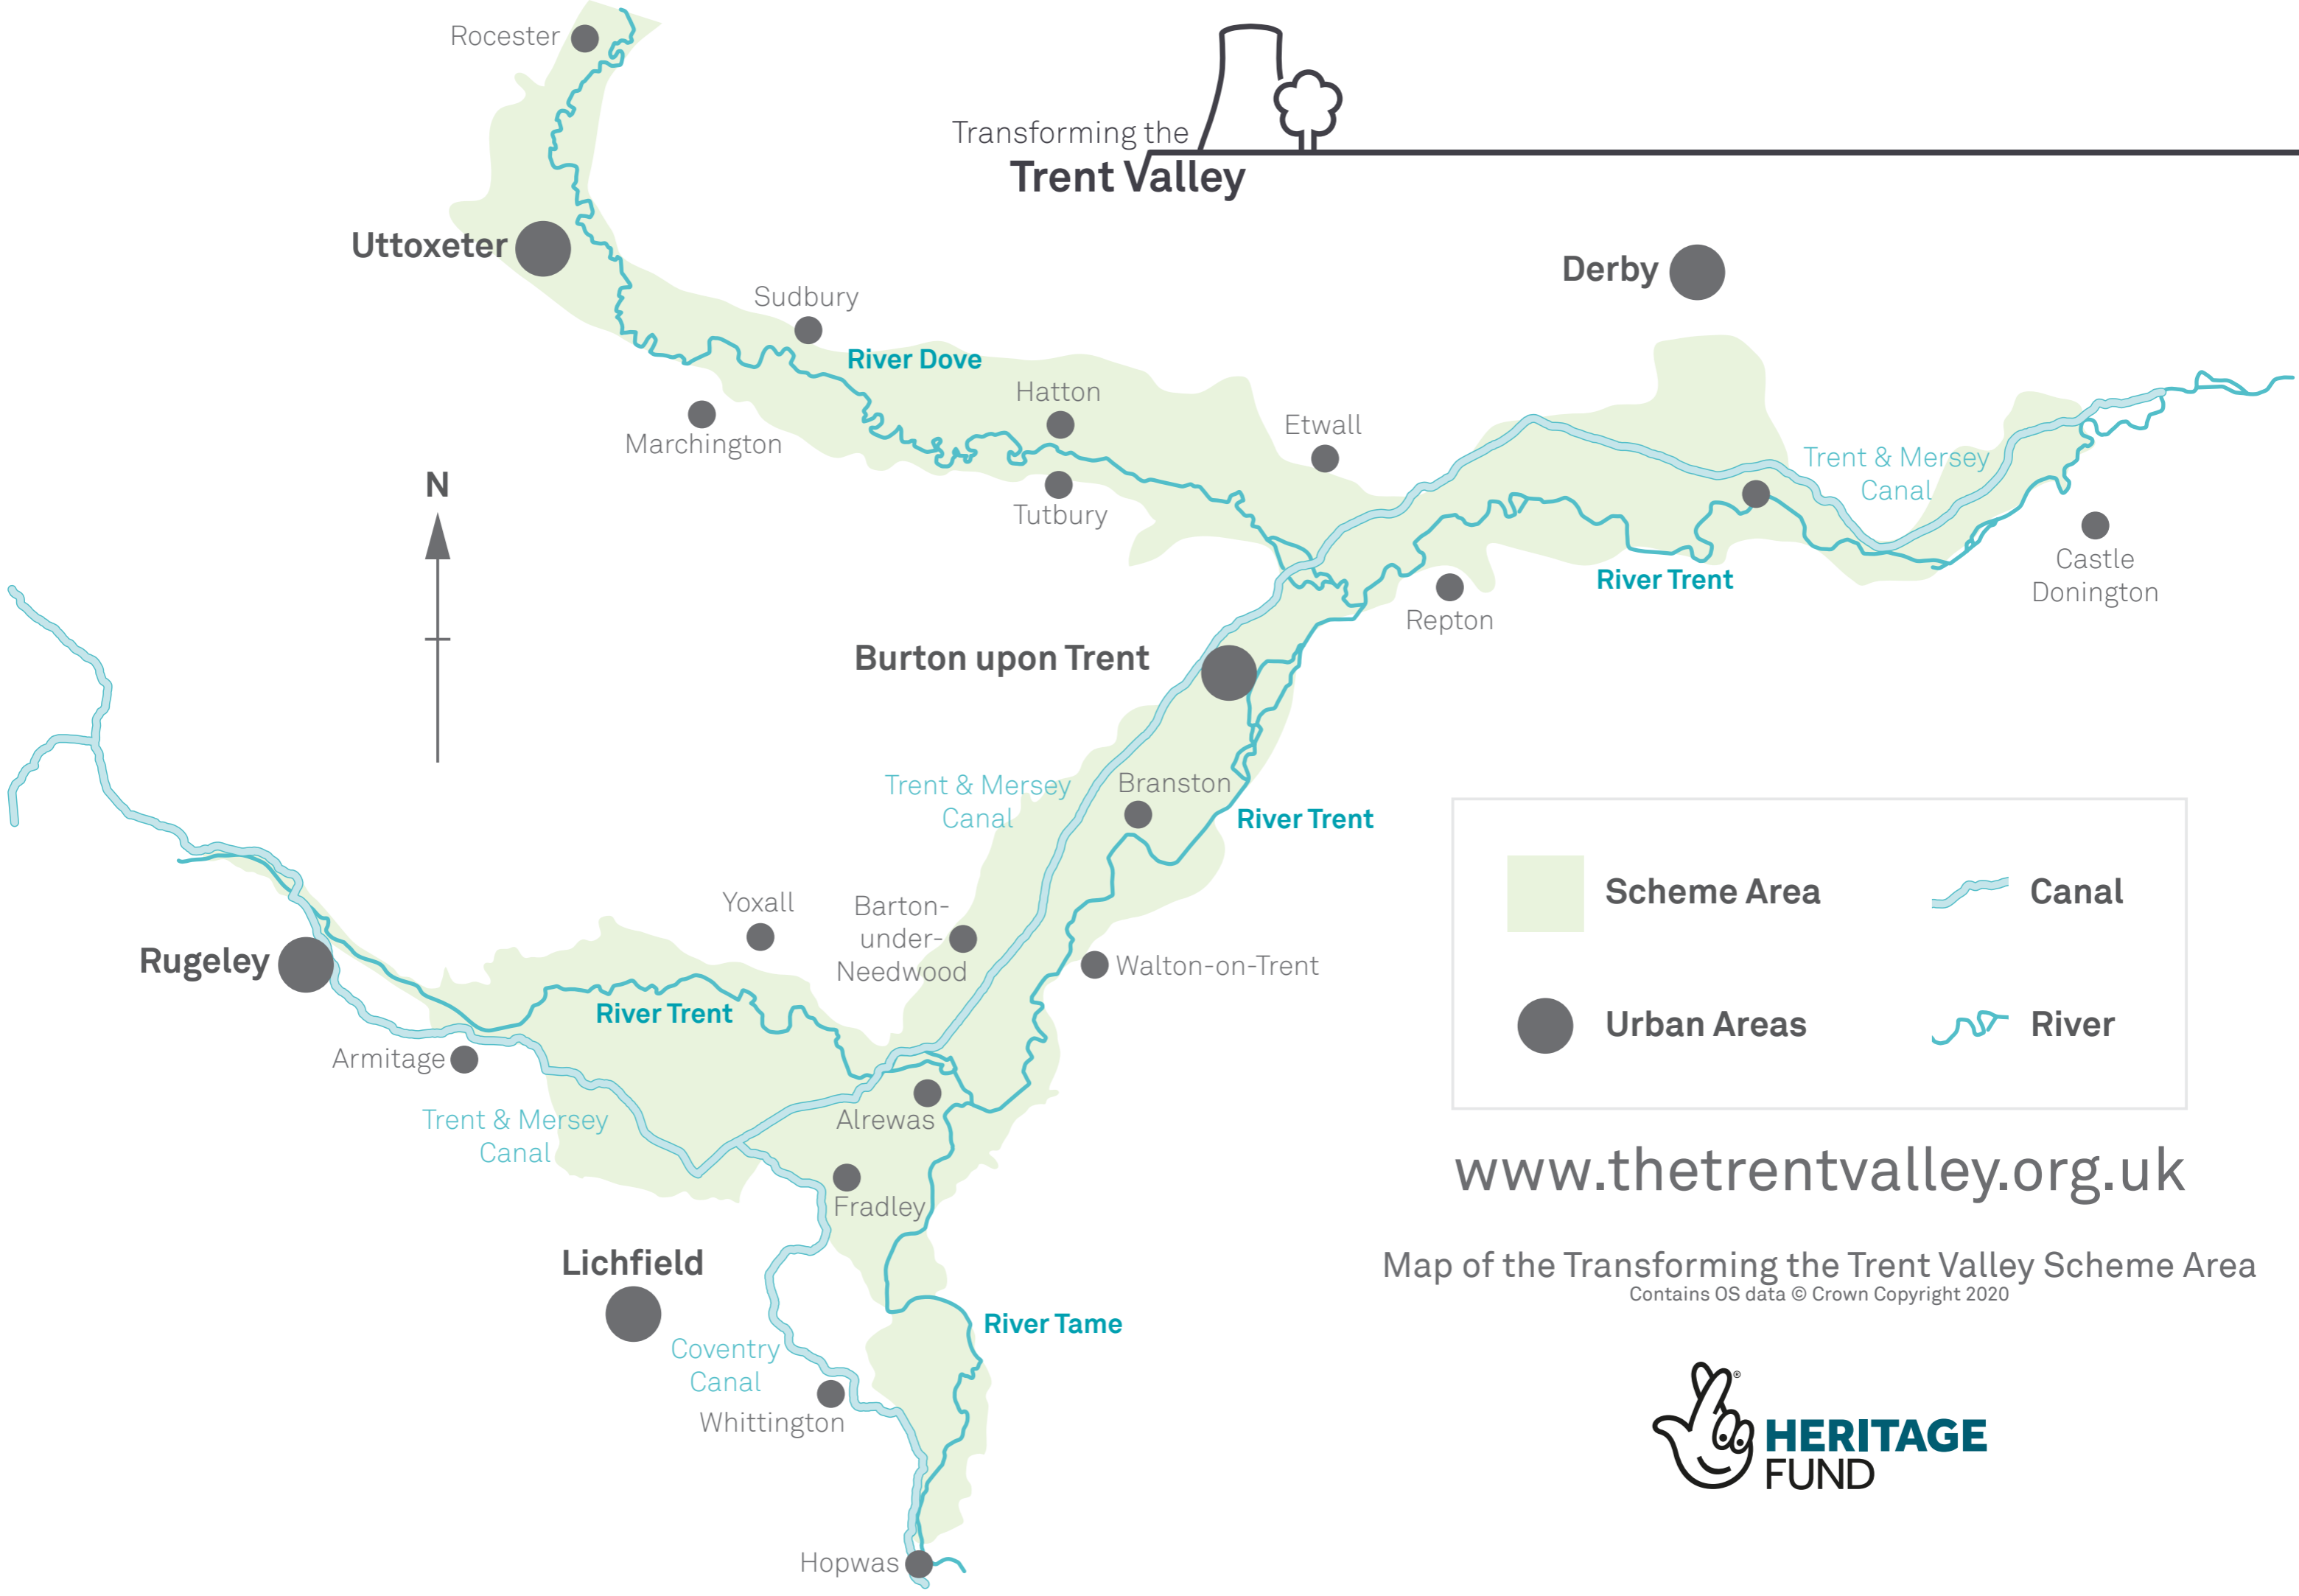 Rocester
Transforming the
Trent Valley
Uttoxeter
Derby
Sudbury
River Dove
Hatton
Etwall
Marchington
Trent & Mersey
Canal
N
Tutbury
Castle
Donington
River Trent
Repton
Burton upon Trent
Trent & Mersey
Canal
Branston
River Trent
Scheme Area
Canal
Yoxall
Barton-
under-
Needwood
Rugeley
Walton-on-Trent
River Trent
Urban Areas
River
Armitage
Trent & Mersey
Canal
Alrewas
www.thetrentvalley.org.uk
Fradley
Lichfield
Map of the Transforming the Trent Valley Scheme Area
Contains OS data © Crown Copyright 2020
River Tame
Coventry
Canal
Whittington
®
HERITAGE
FUND
Hopwas